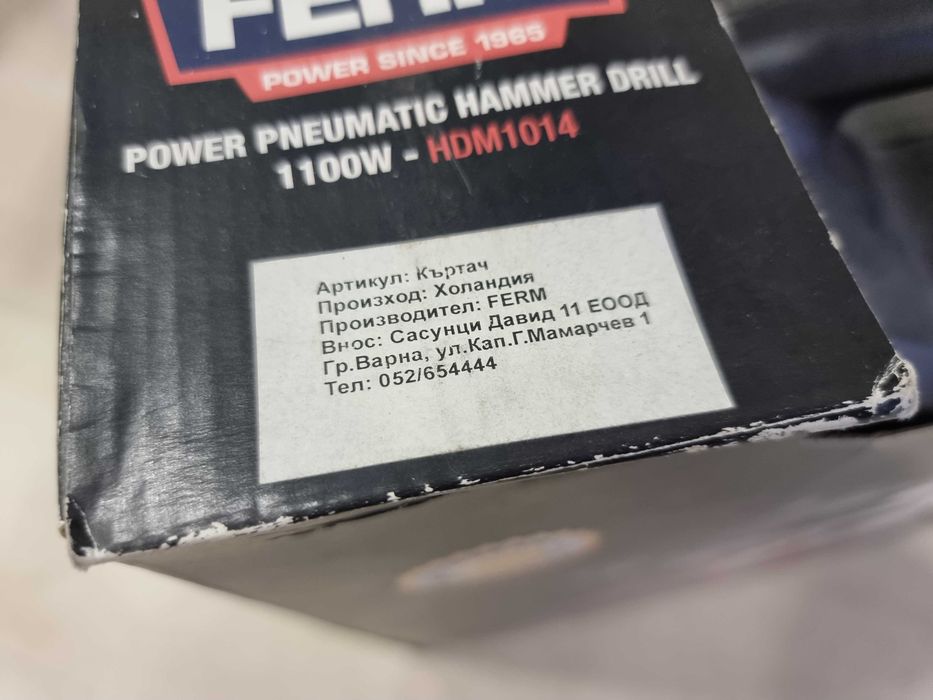 FERM
POWER SINCE 1965
POWER PNEUMATIC HAMMER DRILL
1100W - HDM1014
Артикул: Къртач
Произход: Холандия
Производител: FERM
Внос: Сасунци Давид 11 ЕООД
Гр.Варна, ул.Кап.Г.Мамарчев 1
Тел: 052/654444